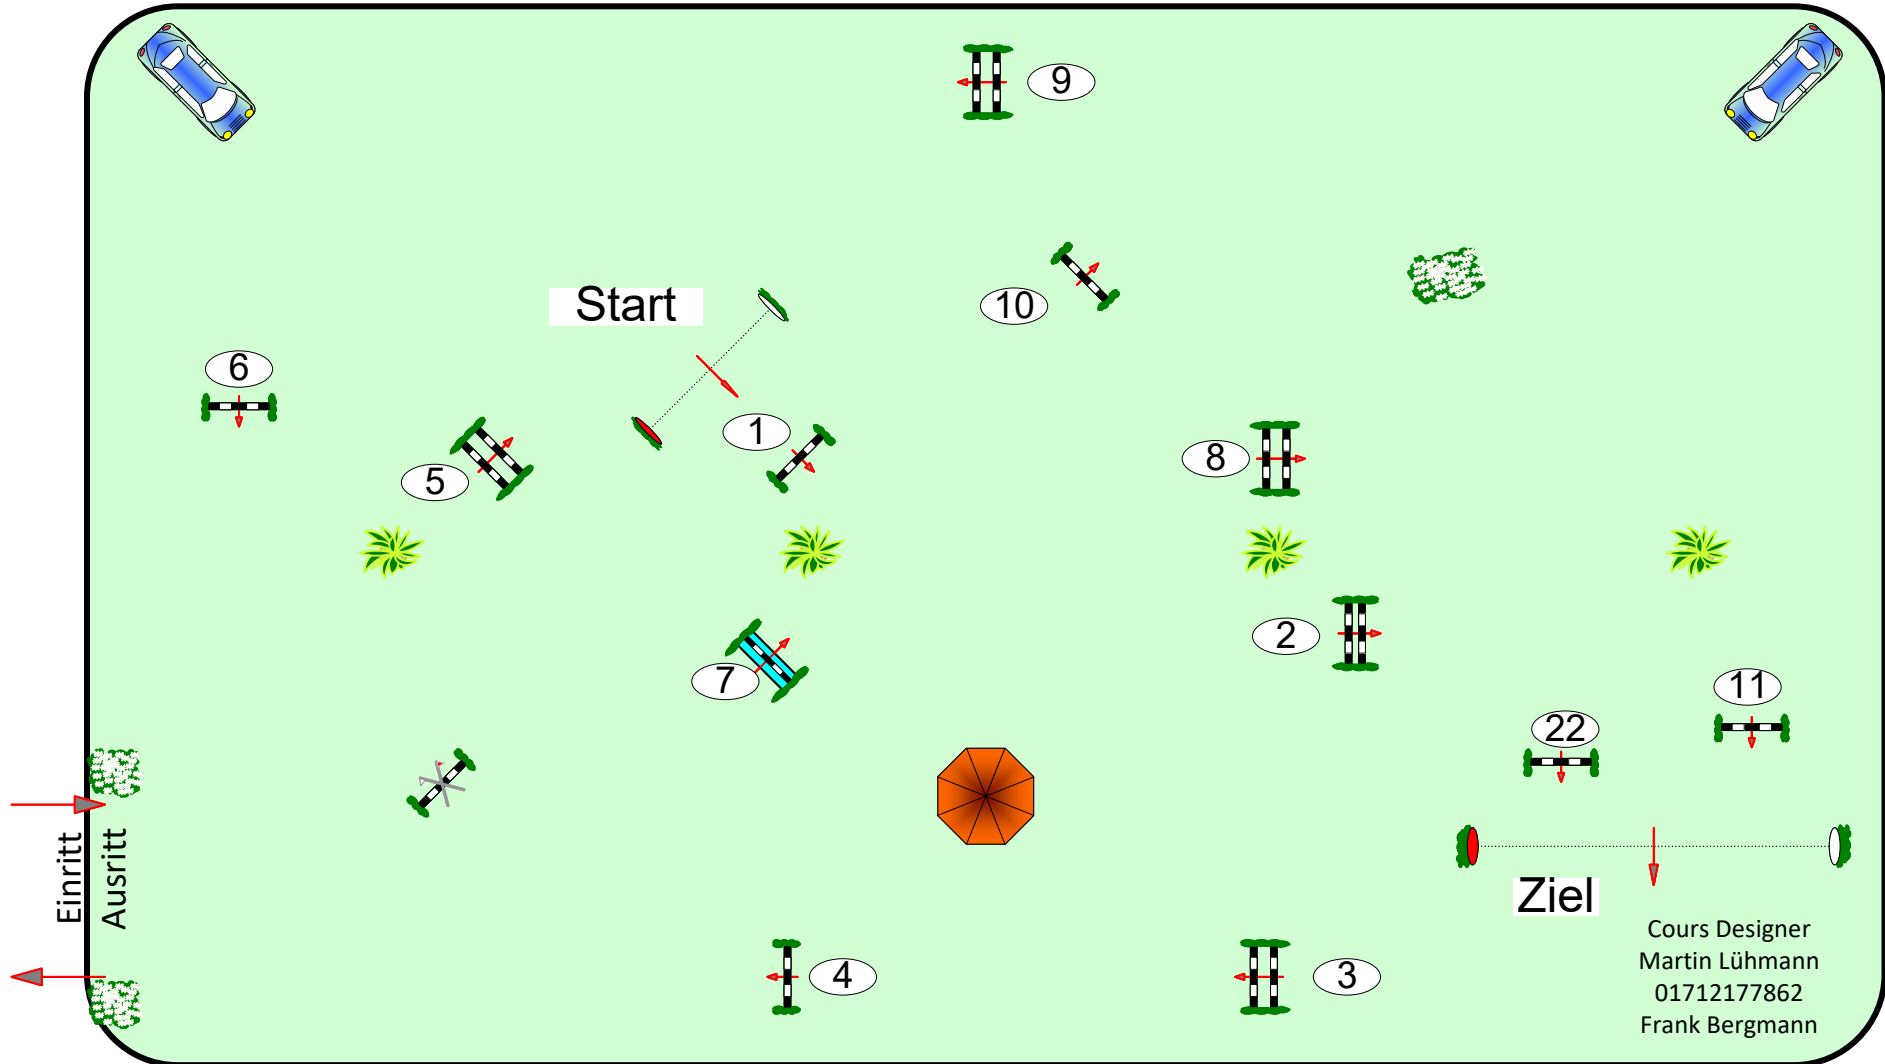 9
Start
10
6
1
8
5
2
7
11
22
Einritt
Ausritt
Ziel
4
3
Cours Designer
Martin Lühmann
01712177862
Frank Bergmann